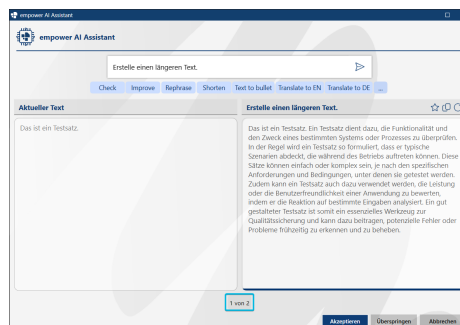 empower AI Assistant
empower AI Assistant
Erstelle einen längeren Text.
Check Improve Rephrase Shorten Text to bullet Translate to EN Translate to DE ...
Aktueller Text
Das ist ein Testsatz.
Erstelle einen längeren Text.
Das ist ein Testsatz. Ein Testsatz dient dazu, die Funktionalität und
den Zweck eines bestimmten Systems oder Prozesses zu überprüfen.
In der Regel wird ein Testsatz so formuliert, dass er typische
Szenarien abdeckt, die während des Betriebs auftreten können. Diese
Sätze können einfach oder komplex sein, je nach den spezifischen
Anforderungen und Bedingungen, unter denen sie getestet werden.
Zudem kann ein Testsatz auch dazu verwendet werden, die Leistung
oder die Benutzerfreundlichkeit einer Anwendung zu bewerten,
indem er die Reaktion auf bestimmte Eingaben analysiert. Ein gut
gestalteter Testsatz ist somit ein essenzielles Werkzeug zur
Qualitätssicherung und kann dazu beitragen, potenzielle Fehler oder
Probleme frühzeitig zu erkennen und zu beheben.
1 von 2
Akzeptieren Überspringen Abbrechen